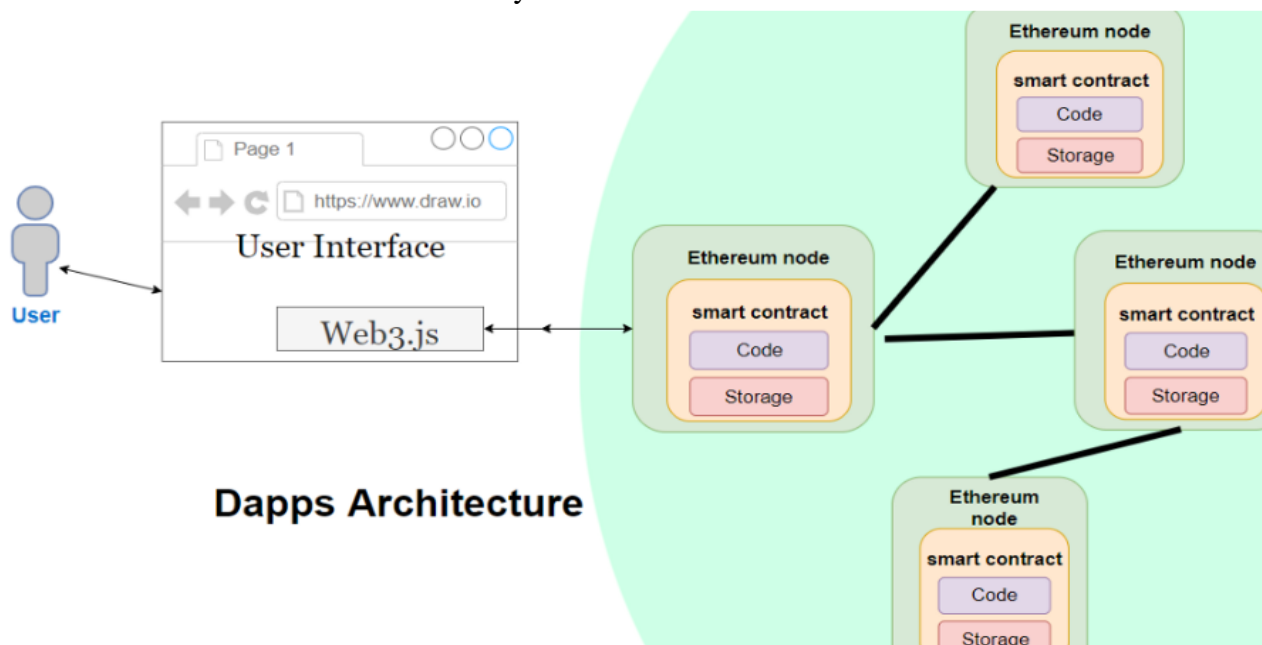 Page 1
https://www.draw.io
User Interface
Web3.js
User
Dapps Architecture
Ethereum node
smart contract
Code
Storage
Ethereum node
smart contract
Code
Storage
Ethereum node
smart contract
Code
Storage
Ethereum
node
smart contract
Code
Storage